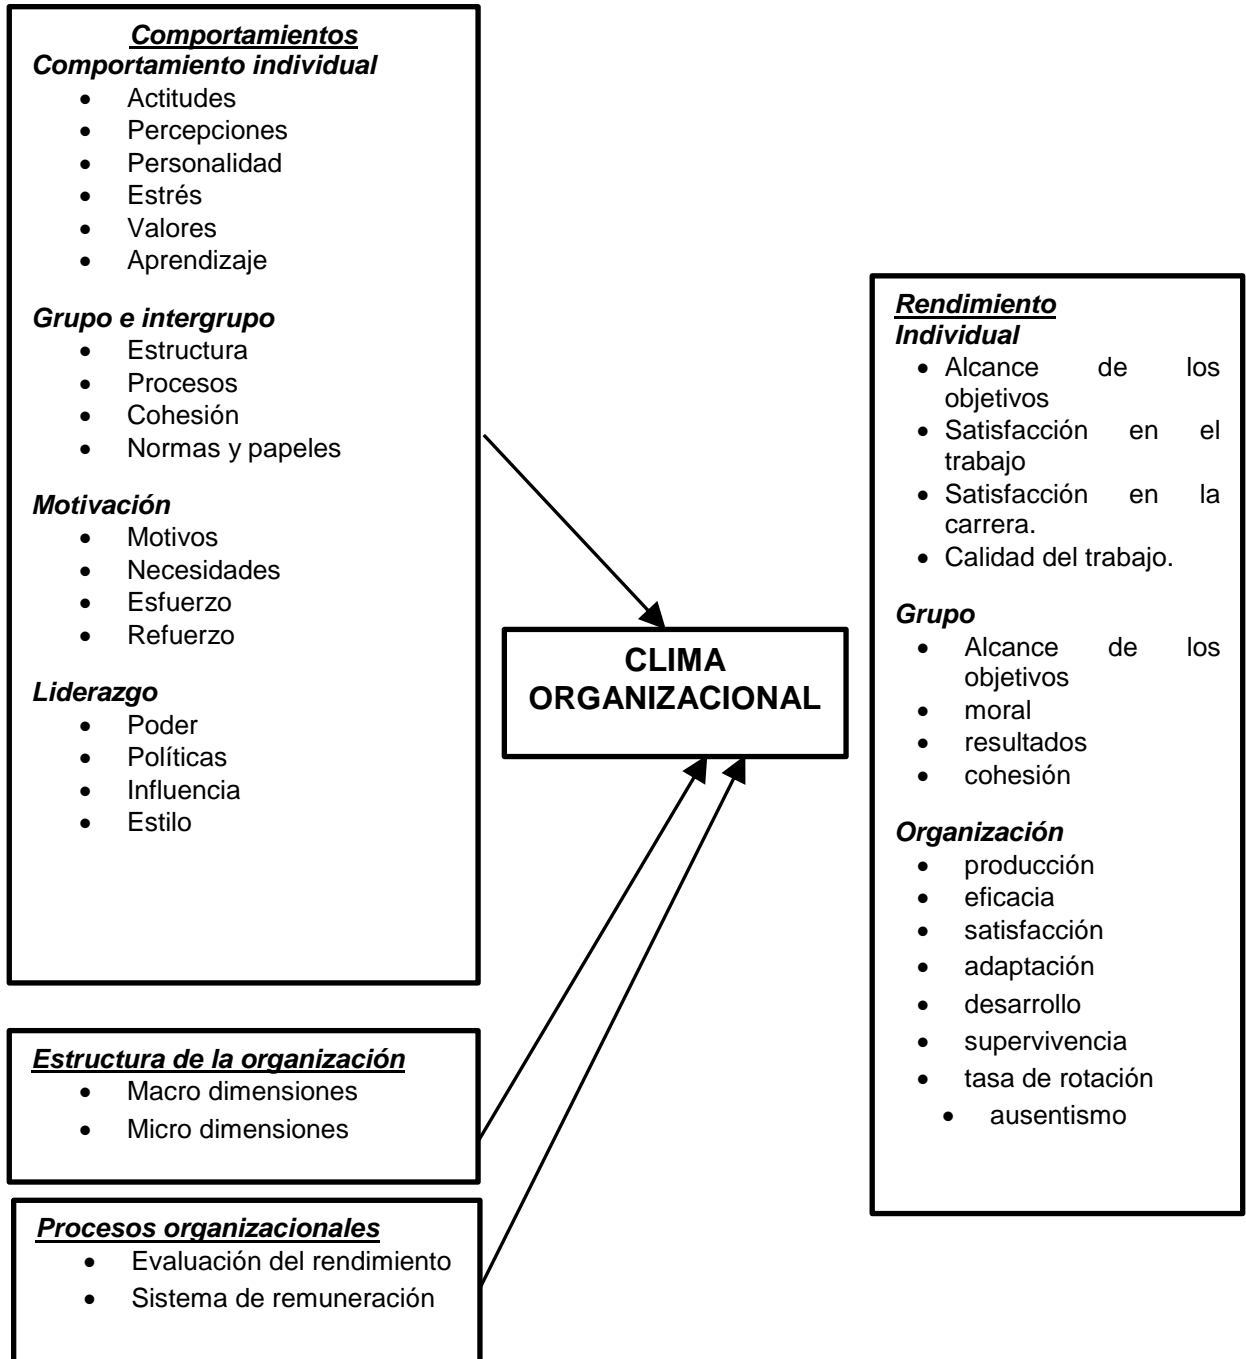 Comportamientos
Comportamiento individual
• Actitudes
• Percepciones
• Personalidad
• Estrés
• Valores
• Aprendizaje
Grupo e intergrupo
• Estructura
• Procesos
• Cohesión
• Normas y papeles
Motivación
• Motivos
• Necesidades
• Esfuerzo
• Refuerzo
Liderazgo
• Poder
• Políticas
• Influencia
• Estilo
Estructura de la organización
• Macro dimensiones
• Micro dimensiones
Procesos organizacionales
• Evaluación del rendimiento
• Sistema de remuneración
CLIMA
ORGANIZACIONAL
Rendimiento
Individual
• Alcance de los
objetivos
• Satisfacción en el
trabajo
• Satisfacción en la
carrera.
• Calidad del trabajo.
Grupo
• Alcance de los
objetivos
• moral
• resultados
• cohesión
Organización
• producción
• eficacia
• satisfacción
• adaptación
• desarrollo
• supervivencia
• tasa de rotación
• ausentismo